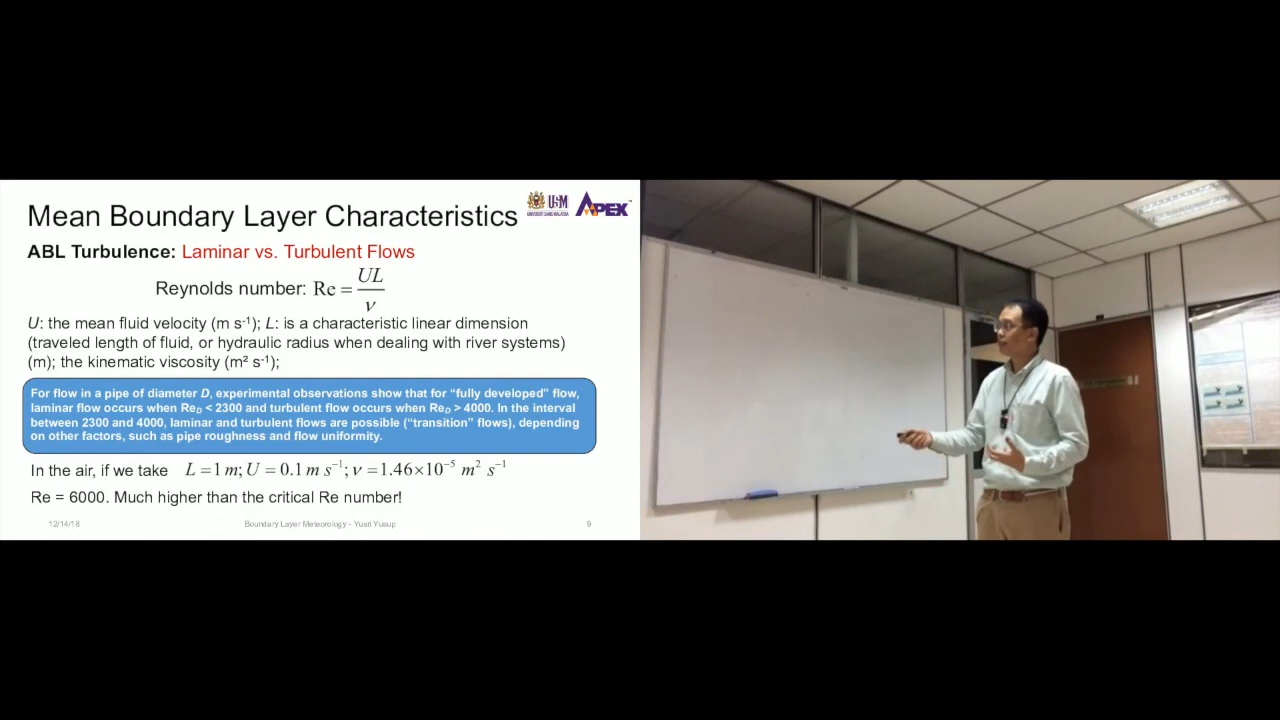 Mean Boundary Layer Characteristics
USM
UNIVERSITI SAINS MALAYSIA
APEX™
ABL Turbulence: Laminar vs. Turbulent Flows
Reynolds number: Re = UL / ν
U: the mean fluid velocity (m s⁻¹); L: is a characteristic linear dimension
(traveled length of fluid, or hydraulic radius when dealing with river systems)
(m); the kinematic viscosity (m² s⁻¹);
For flow in a pipe of diameter D, experimental observations show that for “fully developed” flow,
laminar flow occurs when Re_D < 2300 and turbulent flow occurs when Re_D > 4000. In the interval
between 2300 and 4000, laminar and turbulent flows are possible (“transition” flows), depending
on other factors, such as pipe roughness and flow uniformity.
In the air, if we take L = 1 m; U = 0.1 m s⁻¹; ν = 1.46×10⁻⁵ m² s⁻¹
Re = 6000. Much higher than the critical Re number!
12/14/16 Boundary Layer Meteorology - Yusri Yusup 9